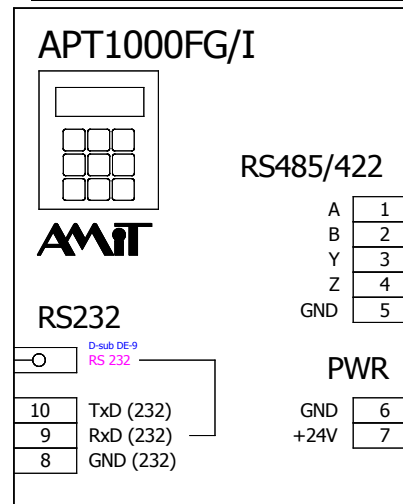 APT1000FG/I
AMiT
RS485/422
A 1
B 2
Y 3
Z 4
GND 5
RS232
D-sub DE-9
RS 232
10 TxD (232)
9 RxD (232)
8 GND (232)
PWR
GND 6
+24V 7